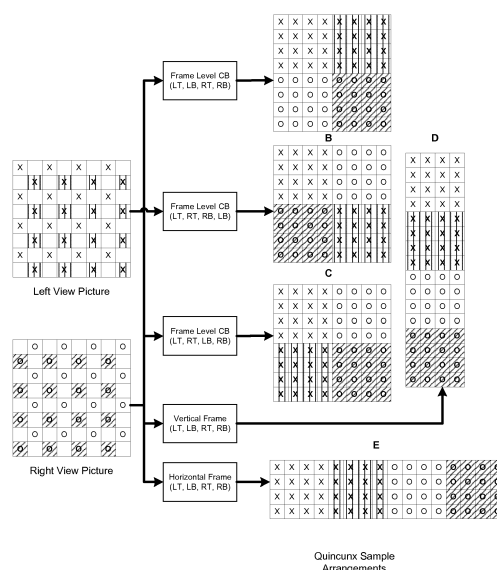 Frame Level CB
(LT, LB, RT, RB)
X X X X X X X X
X X X X X X X X
X X X X X X X X
X X X X X X X X
O O O O O O O O
O O O O O O O O
O O O O O O O O
O O O O O O O O
B
D
X X X X
X X X X
X X X X
X X X X
X X X X
X X X X
X X X X
X X X X
Left View Picture
Frame Level CB
(LT, RT, RB, LB)
X X X X O O O O
X X X X O O O O
X X X X O O O O
X X X X O O O O
O O O O X X X X
O O O O X X X X
O O O O X X X X
O O O O X X X X
C
X X X X
X X X X
X X X X
X X X X
X X X X
X X X X
X X X X
X X X X
O O O O
O O O O
O O O O
O O O O
O O O O
O O O O
O O O O
O O O O
Frame Level CB
(LT, RT, LB, RB)
X X X X O O O O
X X X X O O O O
X X X X O O O O
X X X X O O O O
X X X X O O O O
X X X X O O O O
X X X X O O O O
X X X X O O O O
O O O O
O O O O
O O O O
O O O O
O O O O
O O O O
O O O O
O O O O
Right View Picture
Vertical Frame
(LT, LB, RT, RB)
E
Horizontal Frame
(LT, LB, RT, RB)
X X X X X X X X O O O O O O O O
X X X X X X X X O O O O O O O O
X X X X X X X X O O O O O O O O
X X X X X X X X O O O O O O O O
Quincunx Sample
Arrangements